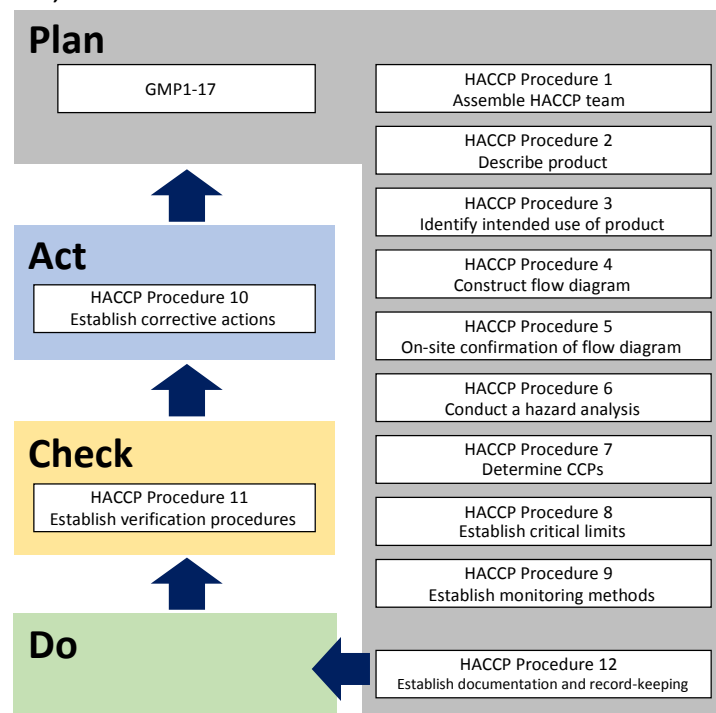 Plan
GMP1-17
HACCP Procedure 1
Assemble HACCP team
HACCP Procedure 2
Describe product
HACCP Procedure 3
Identify intended use of product
HACCP Procedure 4
Construct flow diagram
HACCP Procedure 5
On-site confirmation of flow diagram
HACCP Procedure 6
Conduct a hazard analysis
HACCP Procedure 7
Determine CCPs
HACCP Procedure 8
Establish critical limits
HACCP Procedure 9
Establish monitoring methods
HACCP Procedure 12
Establish documentation and record-keeping
Act
HACCP Procedure 10
Establish corrective actions
Check
HACCP Procedure 11
Establish verification procedures
Do